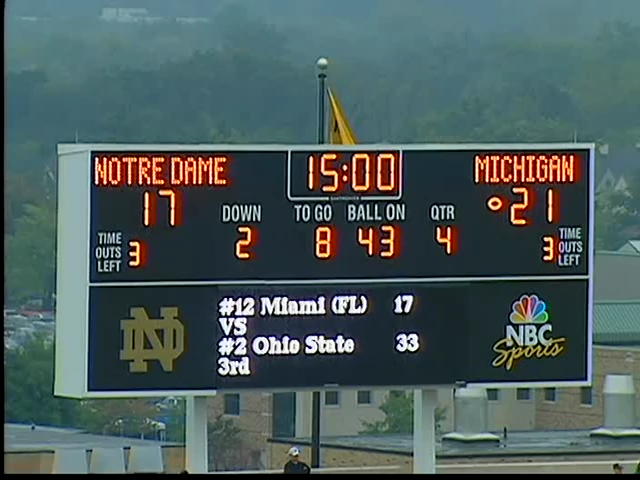 NOTRE DAME 15:00 MICHIGAN
17 21
DOWN TO GO BALL ON QTR
TIME OUTS LEFT 3 2 8 43 4 3 TIME OUTS LEFT
#12 Miami (FL) 17
VS
#2 Ohio State 33
3rd
ND
NBC
Sports